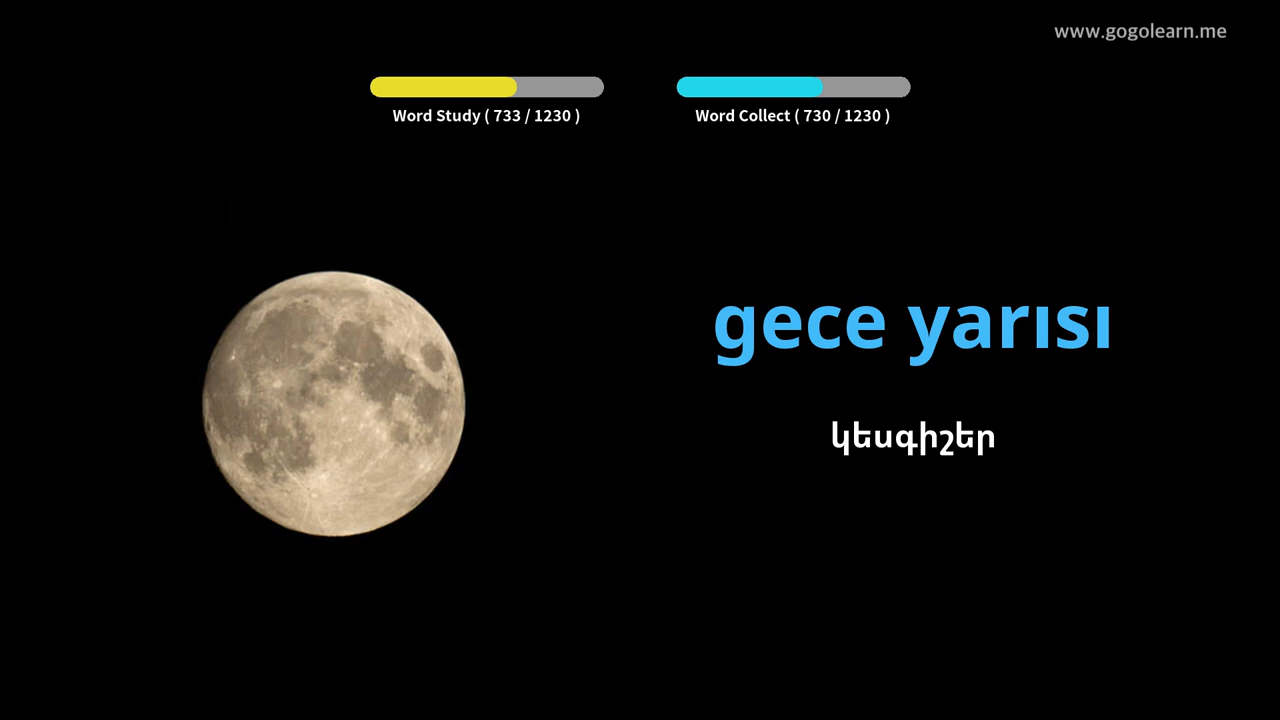 www.gogolearn.me
Word Study ( 733 / 1230 )
Word Collect ( 730 / 1230 )
gece yarısı
կեսգիշեր